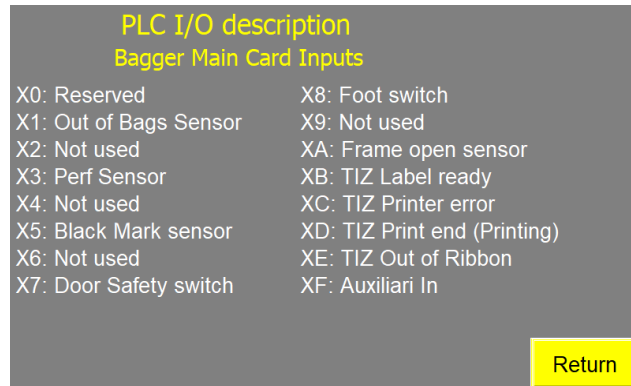 PLC I/O description
Bagger Main Card Inputs
X0: Reserved
X1: Out of Bags Sensor
X2: Not used
X3: Perf Sensor
X4: Not used
X5: Black Mark sensor
X6: Not used
X7: Door Safety switch
X8: Foot switch
X9: Not used
XA: Frame open sensor
XB: TIZ Label ready
XC: TIZ Printer error
XD: TIZ Print end (Printing)
XE: TIZ Out of Ribbon
XF: Auxiliari In
Return